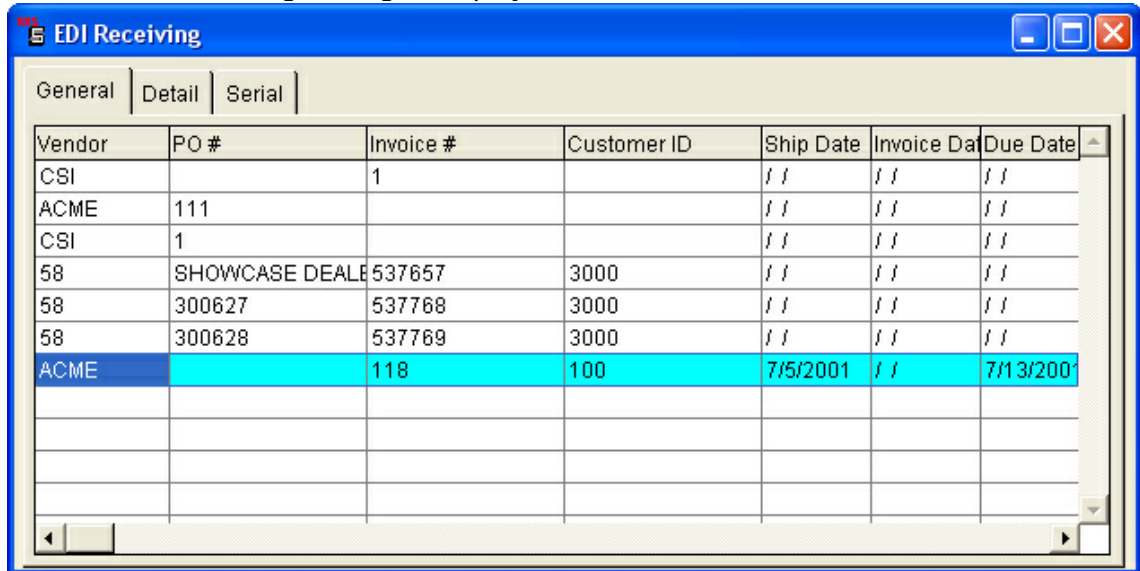 EDI Receiving
General Detail Serial
Vendor PO # Invoice # Customer ID Ship Date Invoice Dat Due Date
CSI 1 / / / / / /
ACME 111 / / / / / /
CSI 1 / / / / / /
58 SHOWCASE DEALE 537657 3000 / / / / / /
58 300627 537768 3000 / / / / / /
58 300628 537769 3000 / / / / / /
ACME 118 100 7/5/2001 / / 7/13/2001